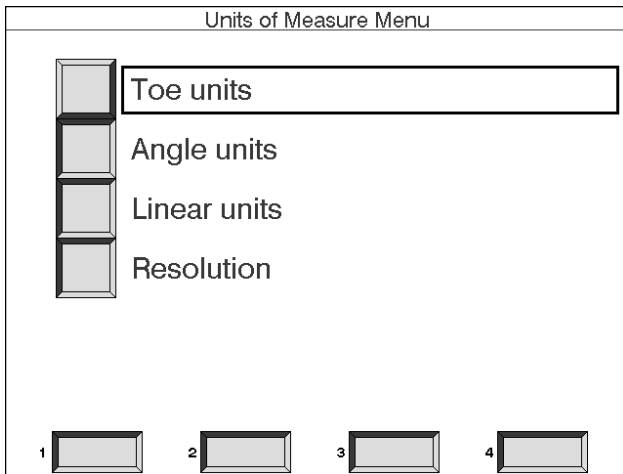 Units of Measure Menu
Toe units
Angle units
Linear units
Resolution
1 2 3 4